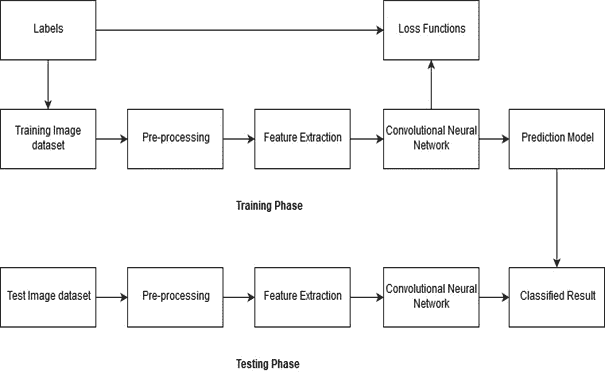 Labels
Loss Functions
Training Image
dataset
Pre-processing
Feature Extraction
Convolutional Neural
Network
Prediction Model
Training Phase
Test Image dataset
Pre-processing
Feature Extraction
Convolutional Neural
Network
Classified Result
Testing Phase